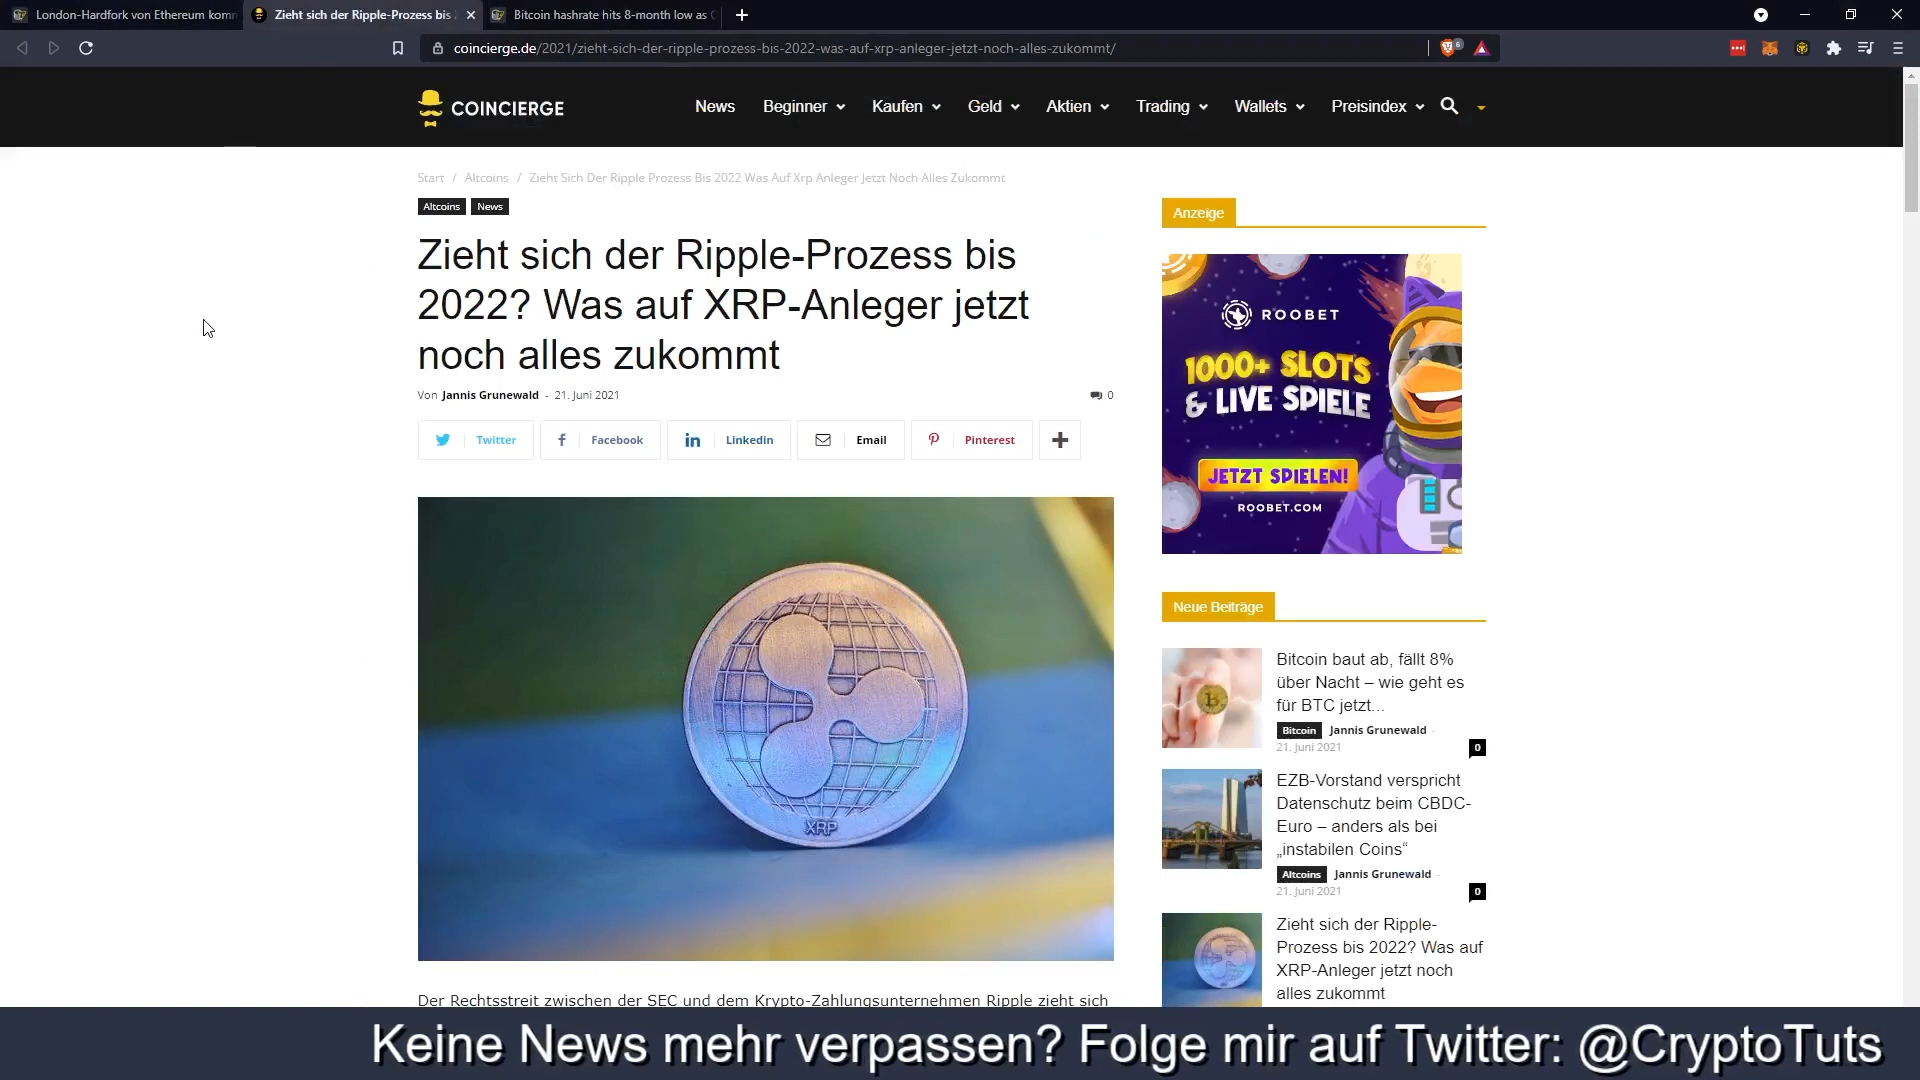 London-Hardfork von Ethereum kom
Zieht sich der Ripple-Prozess bis
Bitcoin hashrate hits 8-month low as
coincierge.de/2021/zieht-sich-der-ripple-prozess-bis-2022-was-auf-xrp-anleger-jetzt-noch-alles-zukommt/
6
COINCIERGE
News
Beginner
Kaufen
Geld
Aktien
Trading
Wallets
Preisindex
Start / Altcoins / Zieht Sich Der Ripple Prozess Bis 2022 Was Auf Xrp Anleger Jetzt Noch Alles Zukommt
Altcoins News
Zieht sich der Ripple-Prozess bis
2022? Was auf XRP-Anleger jetzt
noch alles zukommt
Von Jannis Grunewald - 21. Juni 2021
0
Twitter
Facebook
Linkedin
Email
Pinterest
XRP
Der Rechtsstreit zwischen der SEC und dem Krypto-Zahlungsunternehmen Ripple zieht sich
Anzeige
ROOBET
1000+ SLOTS
& LIVE SPIELE
JETZT SPIELEN!
ROOBET.COM
Neue Beiträge
Bitcoin baut ab, fällt 8%
über Nacht – wie geht es
für BTC jetzt...
Bitcoin Jannis Grunewald -
21. Juni 2021
0
EZB-Vorstand verspricht
Datenschutz beim CBDC-
Euro – anders als bei
„instabilen Coins“
Altcoins Jannis Grunewald -
21. Juni 2021
0
Zieht sich der Ripple-
Prozess bis 2022? Was auf
XRP-Anleger jetzt noch
alles zukommt
Keine News mehr verpassen? Folge mir auf Twitter: @CryptoTuts